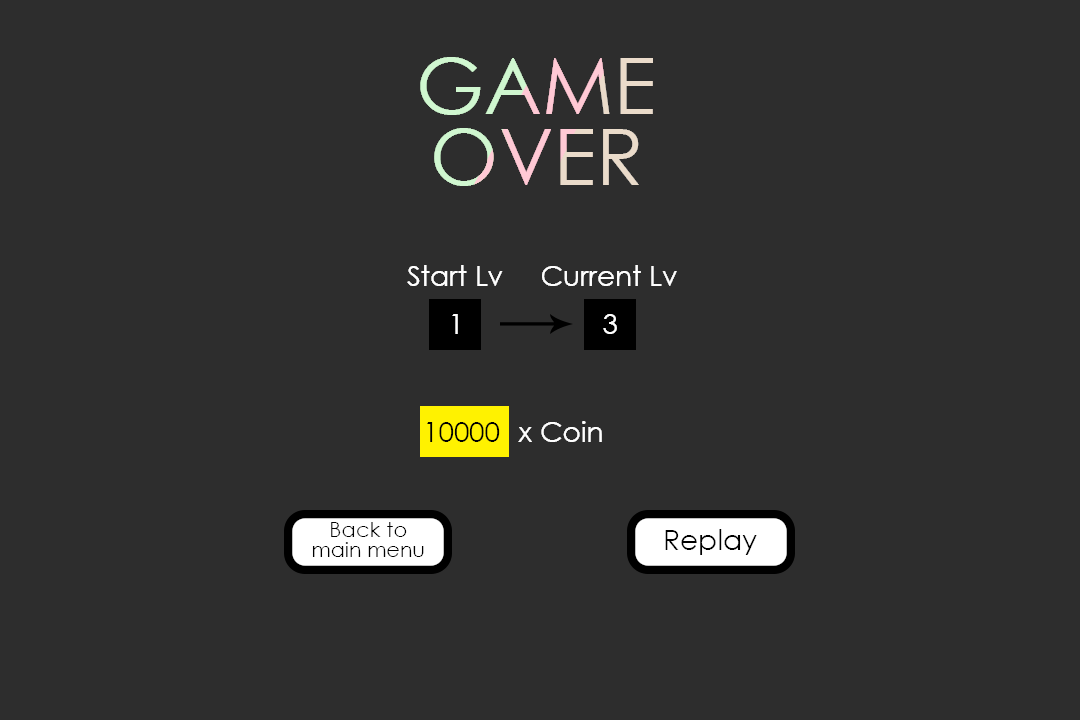 GAME
OVER
Start Lv Current Lv
1 3
10000 x Coin
Back to
main menu
Replay